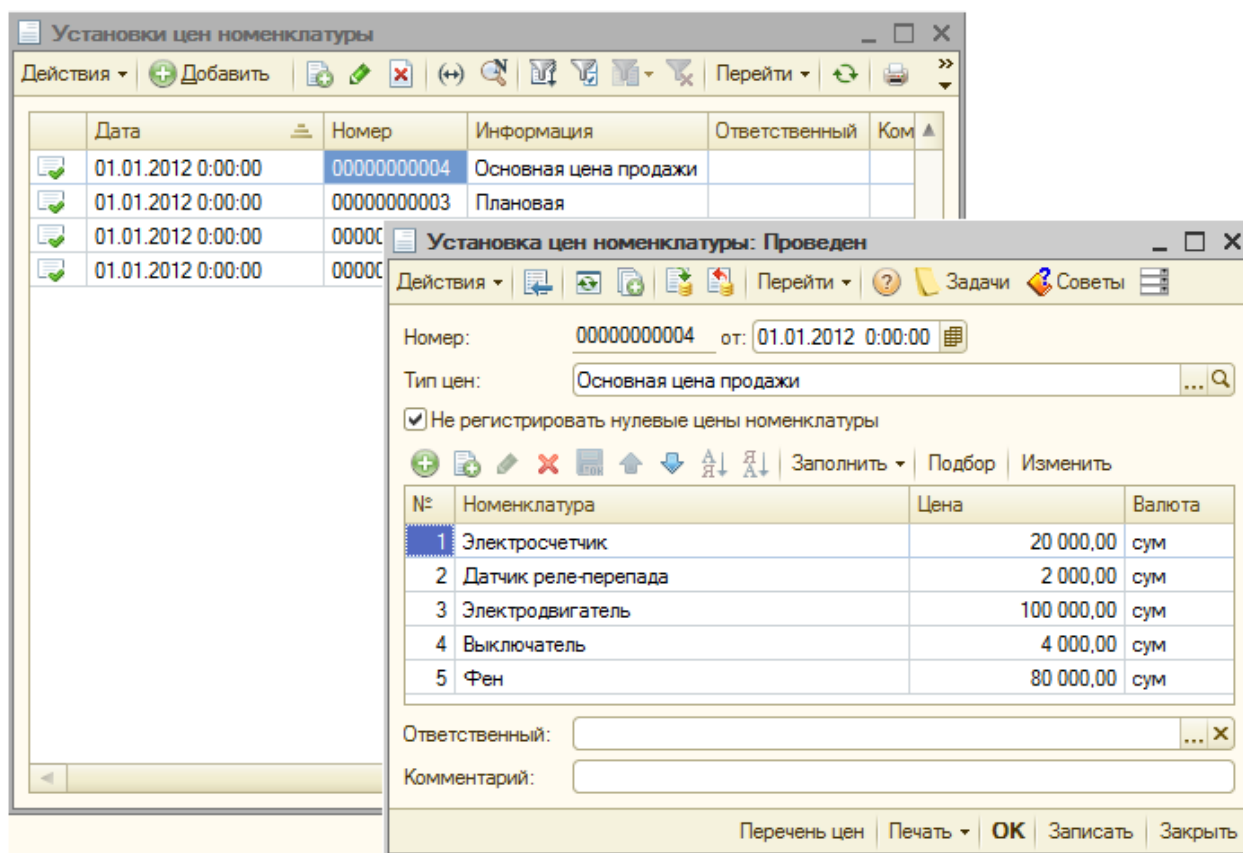 Установки цен номенклатуры
Действия Добавить Перейти
Дата Номер Информация Ответственный Ком
01.01.2012 0:00:00 00000000004 Основная цена продажи
01.01.2012 0:00:00 00000000003 Плановая
01.01.2012 0:00:00 0000
01.01.2012 0:00:00 0000
Установка цен номенклатуры: Проведен
Действия Перейти Задачи Советы
Номер: 00000000004 от: 01.01.2012 0:00:00
Тип цен: Основная цена продажи
Не регистрировать нулевые цены номенклатуры
Заполнить Подбор Изменить
№ Номенклатура Цена Валюта
1 Электросчетчик 20 000,00 сум
2 Датчик реле-перепада 2 000,00 сум
3 Электродвигатель 100 000,00 сум
4 Выключатель 4 000,00 сум
5 Фен 80 000,00 сум
Ответственный:
Комментарий:
Перечень цен Печать OK Записать Закрыть